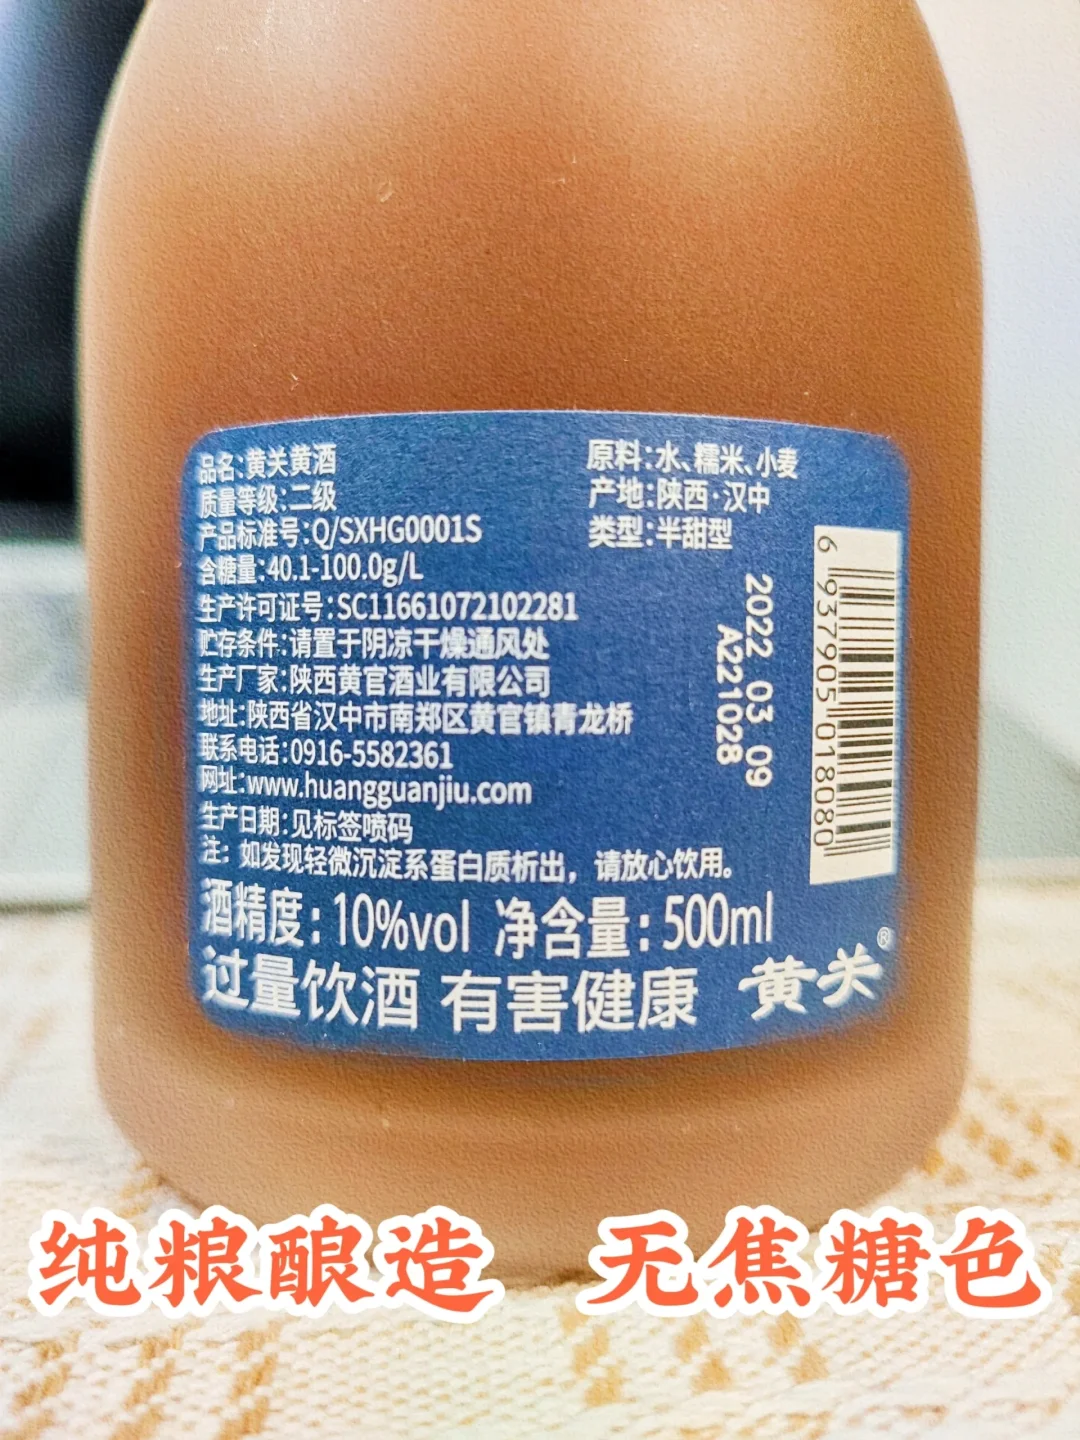 品名:黄关黄酒
质量等级:二级
产品标准号:Q/SXHG0001S
含糖量:40.1-100.0g/L
生产许可证号:SC11661072102281
贮存条件:请置于阴凉干燥通风处
生产厂家:陕西黄官酒业有限公司
地址:陕西省汉中市南郑区黄官镇青龙桥
联系电话:0916-5582361
网址:www.huangguanjiu.com
生产日期:见标签喷码
注：如发现轻微沉淀系蛋白质析出，请放心饮用。
原料:水、糯米、小麦
产地:陕西·汉中
类型:半甜型
2022 03 09
A221028
6 937905 018080
酒精度:10%vol 净含量:500ml
过量饮酒 有害健康 黄关®
纯粮酿造 无焦糖色